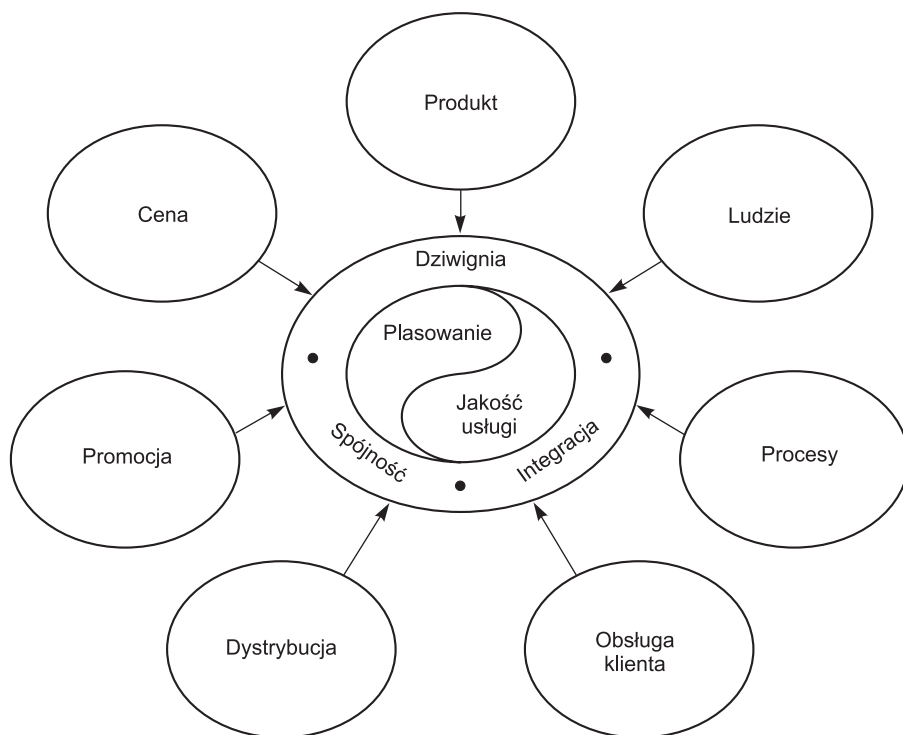 Produkt
Cena
Ludzie
Dziwignia
Plasowanie
Jakość
usługi
Spójność
Integracja
Promocja
Procesy
Dystrybucja
Obsługa
klienta